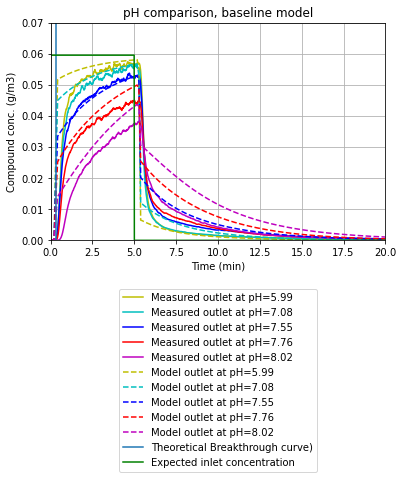 pH comparison, baseline model
0.07
0.06
0.05
0.04
0.03
0.02
0.01
0.00
Compound conc. (g/m3)
0.0 2.5 5.0 7.5 10.0 12.5 15.0 17.5 20.0
Time (min)
Measured outlet at pH=5.99
Measured outlet at pH=7.08
Measured outlet at pH=7.55
Measured outlet at pH=7.76
Measured outlet at pH=8.02
Model outlet at pH=5.99
Model outlet at pH=7.08
Model outlet at pH=7.55
Model outlet at pH=7.76
Model outlet at pH=8.02
Theoretical Breakthrough curve)
Expected inlet concentration